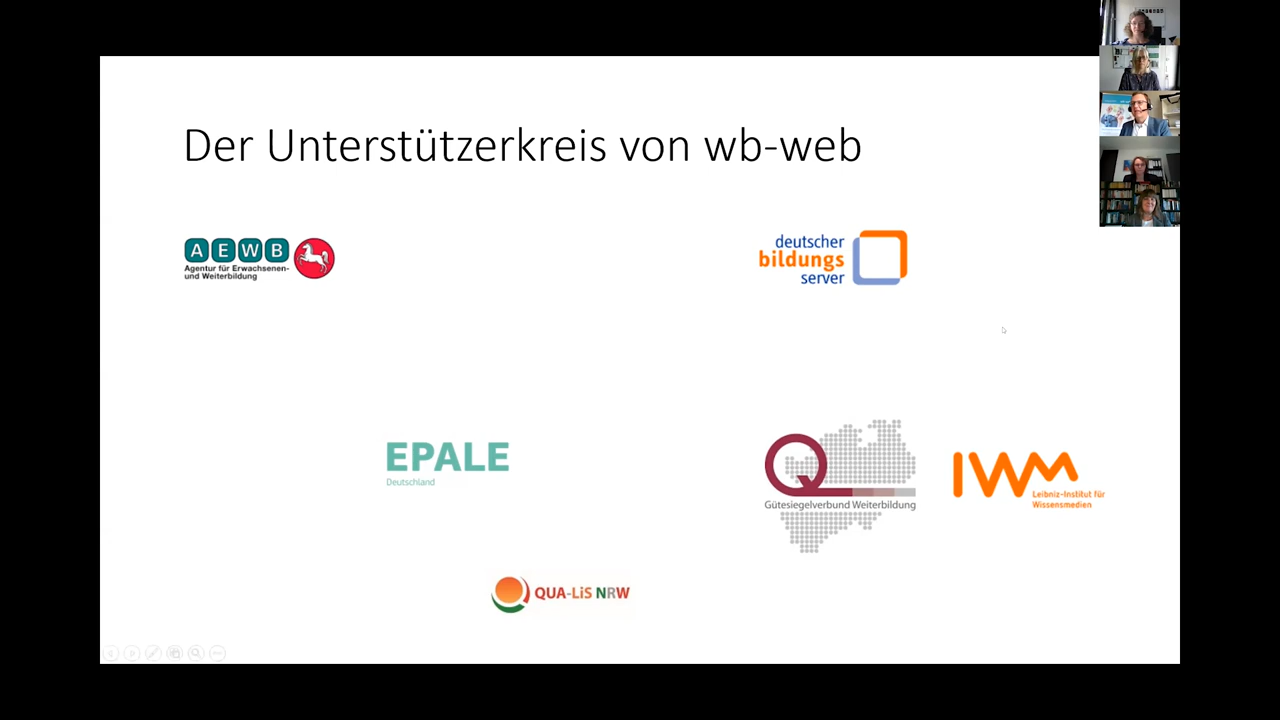 Der Unterstützerkreis von wb-web
AEWB
Agentur für Erwachsenen-
und Weiterbildung
deutscher
bildungs
server
EPALE
Deutschland
Q
Gütesiegelverbund Weiterbildung
IWM
Leibniz-Institut für
Wissensmedien
QUA-LiS NRW